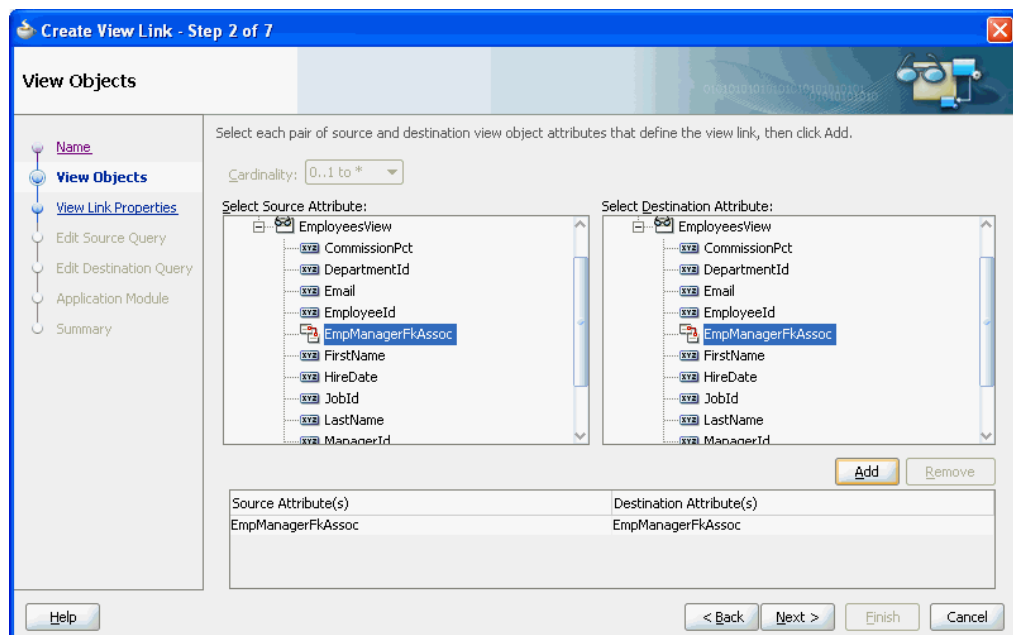 Create View Link - Step 2 of 7
View Objects
Name
View Objects
View Link Properties
Edit Source Query
Edit Destination Query
Application Module
Summary
Select each pair of source and destination view object attributes that define the view link, then click Add.
Cardinality: 0..1 to *
Select Source Attribute:
EmployeesView
CommissionPct
DepartmentId
Email
EmployeeId
EmpManagerFkAssoc
FirstName
HireDate
JobId
LastName
ManagerId
Select Destination Attribute:
EmployeesView
CommissionPct
DepartmentId
Email
EmployeeId
EmpManagerFkAssoc
FirstName
HireDate
JobId
LastName
ManagerId
Add Remove
Source Attribute(s) Destination Attribute(s)
EmpManagerFkAssoc EmpManagerFkAssoc
Help < Back Next > Finish Cancel